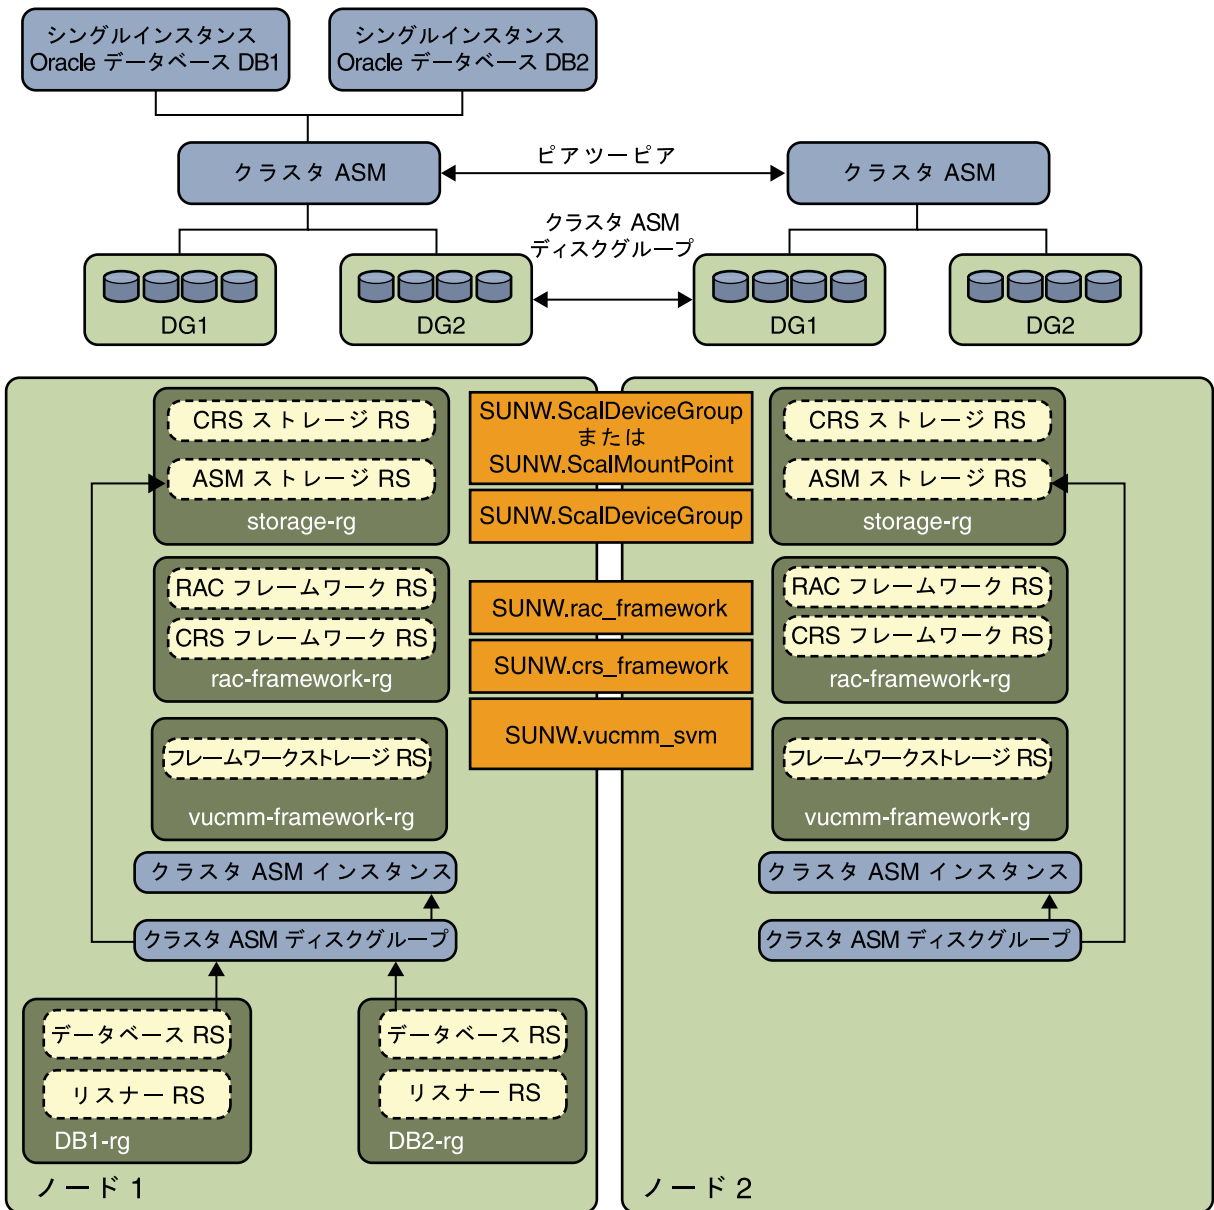 シングルインスタンス
Oracle データベース DB1
シングルインスタンス
Oracle データベース DB2
クラスタ ASM
ピアツーピア
クラスタ ASM
クラスタ ASM
ディスクグループ
DG1
DG2
DG1
DG2
CRS ストレージ RS
ASM ストレージ RS
storage-rg
SUNW.ScalDeviceGroup
または
SUNW.ScalMountPoint
SUNW.ScalDeviceGroup
CRS ストレージ RS
ASM ストレージ RS
storage-rg
RAC フレームワーク RS
CRS フレームワーク RS
rac-framework-rg
SUNW.rac_framework
SUNW.crs_framework
RAC フレームワーク RS
CRS フレームワーク RS
rac-framework-rg
フレームワークストレージ RS
vucmm-framework-rg
SUNW.vucmm_svm
フレームワークストレージ RS
vucmm-framework-rg
クラスタ ASM インスタンス
クラスタ ASM ディスクグループ
クラスタ ASM インスタンス
クラスタ ASM ディスクグループ
データベース RS
リスナー RS
DB1-rg
データベース RS
リスナー RS
DB2-rg
ノード 1
ノード 2